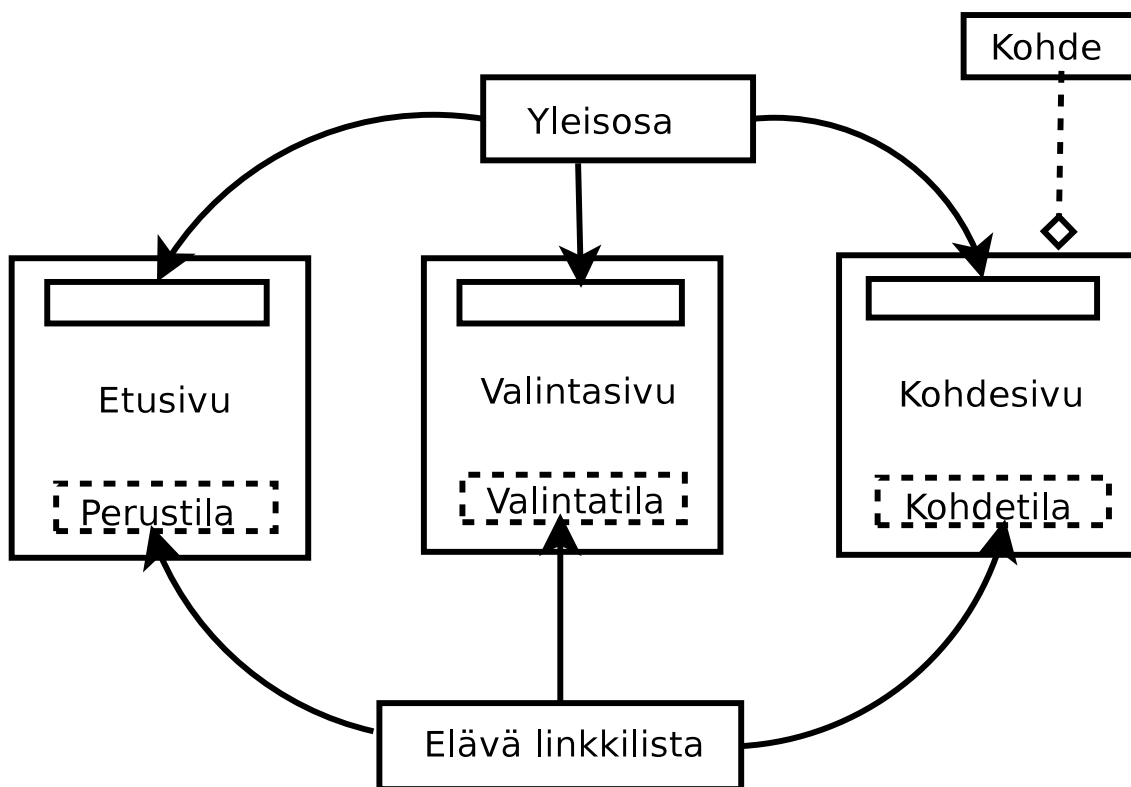 Kohde
Yleisosa
Etusivu
Valintasivu
Kohdesivu
Perustila
Valintatila
Kohdetila
Elävä linkkilista